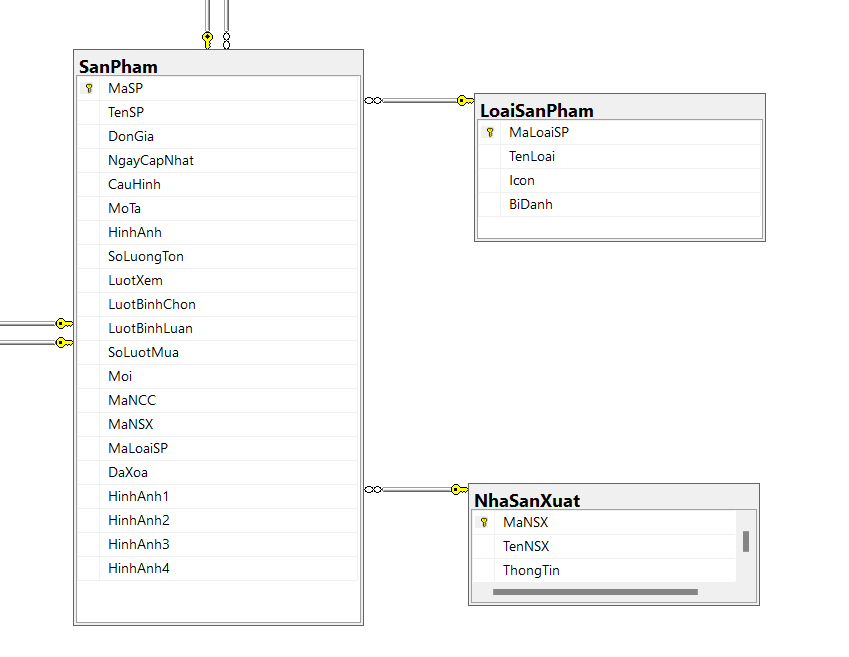 SanPham
MaSP
TenSP
DonGia
NgayCapNhat
CauHinh
MoTa
HinhAnh
SoLuongTon
LuotXem
LuotBinhChon
LuotBinhLuan
SoLuotMua
Moi
MaNCC
MaNSX
MaLoaiSP
DaXoa
HinhAnh1
HinhAnh2
HinhAnh3
HinhAnh4
LoaiSanPham
MaLoaiSP
TenLoai
Icon
BiDanh
NhaSanXuat
MaNSX
TenNSX
ThongTin